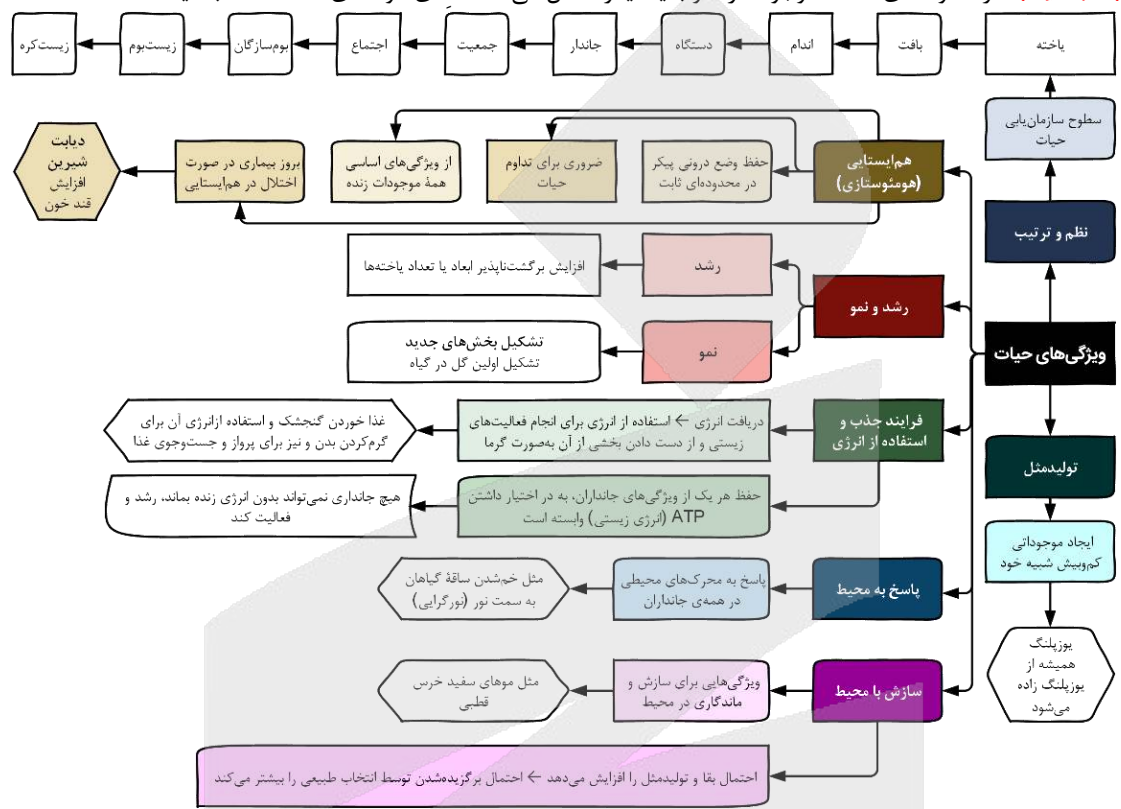 یاخته
بافت
اندام
دستگاه
جاندار
جمعیت
اجتماع
بوم‌سازگان
زیست‌بوم
زیست‌کره
سطوح سازمان‌یابی
حیات
نظم و ترتیب
ویژگی‌های حیات
تولیدمثل
ایجاد موجوداتی
کم‌وبیش شبیه خود
یوزپلنگ
همیشه از
یوزپلنگ زاده
می‌شود
هم‌ایستایی
(هومئوستازی)
حفظ وضع درونی پیکر
در محدوده‌ای ثابت
ضروری برای تداوم
حیات
از ویژگی‌های اساسی
همهٔ موجودات زنده
بروز بیماری در صورت
اختلال در هم‌ایستایی
دیابت
شیرین
افزایش
قند خون
رشد و نمو
رشد
افزایش برگشت‌ناپذیر ابعاد یا تعداد یاخته‌ها
نمو
تشکیل بخش‌های جدید
تشکیل اولین گل در گیاه
فرایند جذب و
استفاده از انرژی
دریافت انرژی ← استفاده از انرژی برای انجام فعالیت‌های
زیستی و از دست دادن بخشی از آن به‌صورت گرما
غذا خوردن گنجشک و استفاده ازانرژی آن برای
گرم‌کردن بدن و نیز برای پرواز و جست‌وجوی غذا
حفظ هر یک از ویژگی‌های جانداران، به در اختیار داشتن
ATP (انرژی زیستی) وابسته است
هیچ جانداری نمی‌تواند بدون انرژی زنده بماند، رشد و
فعالیت کند
پاسخ به محیط
پاسخ به محرک‌های محیطی
در همه‌ی جانداران
مثل خم‌شدن ساقهٔ گیاهان
به سمت نور (نورگرایی)
سازش با محیط
ویژگی‌هایی برای سازش و
ماندگاری در محیط
مثل موهای سفید خرس
قطبی
احتمال بقا و تولیدمثل را افزایش می‌دهد ← احتمال برگزیده‌شدن توسط انتخاب طبیعی را بیشتر می‌کند